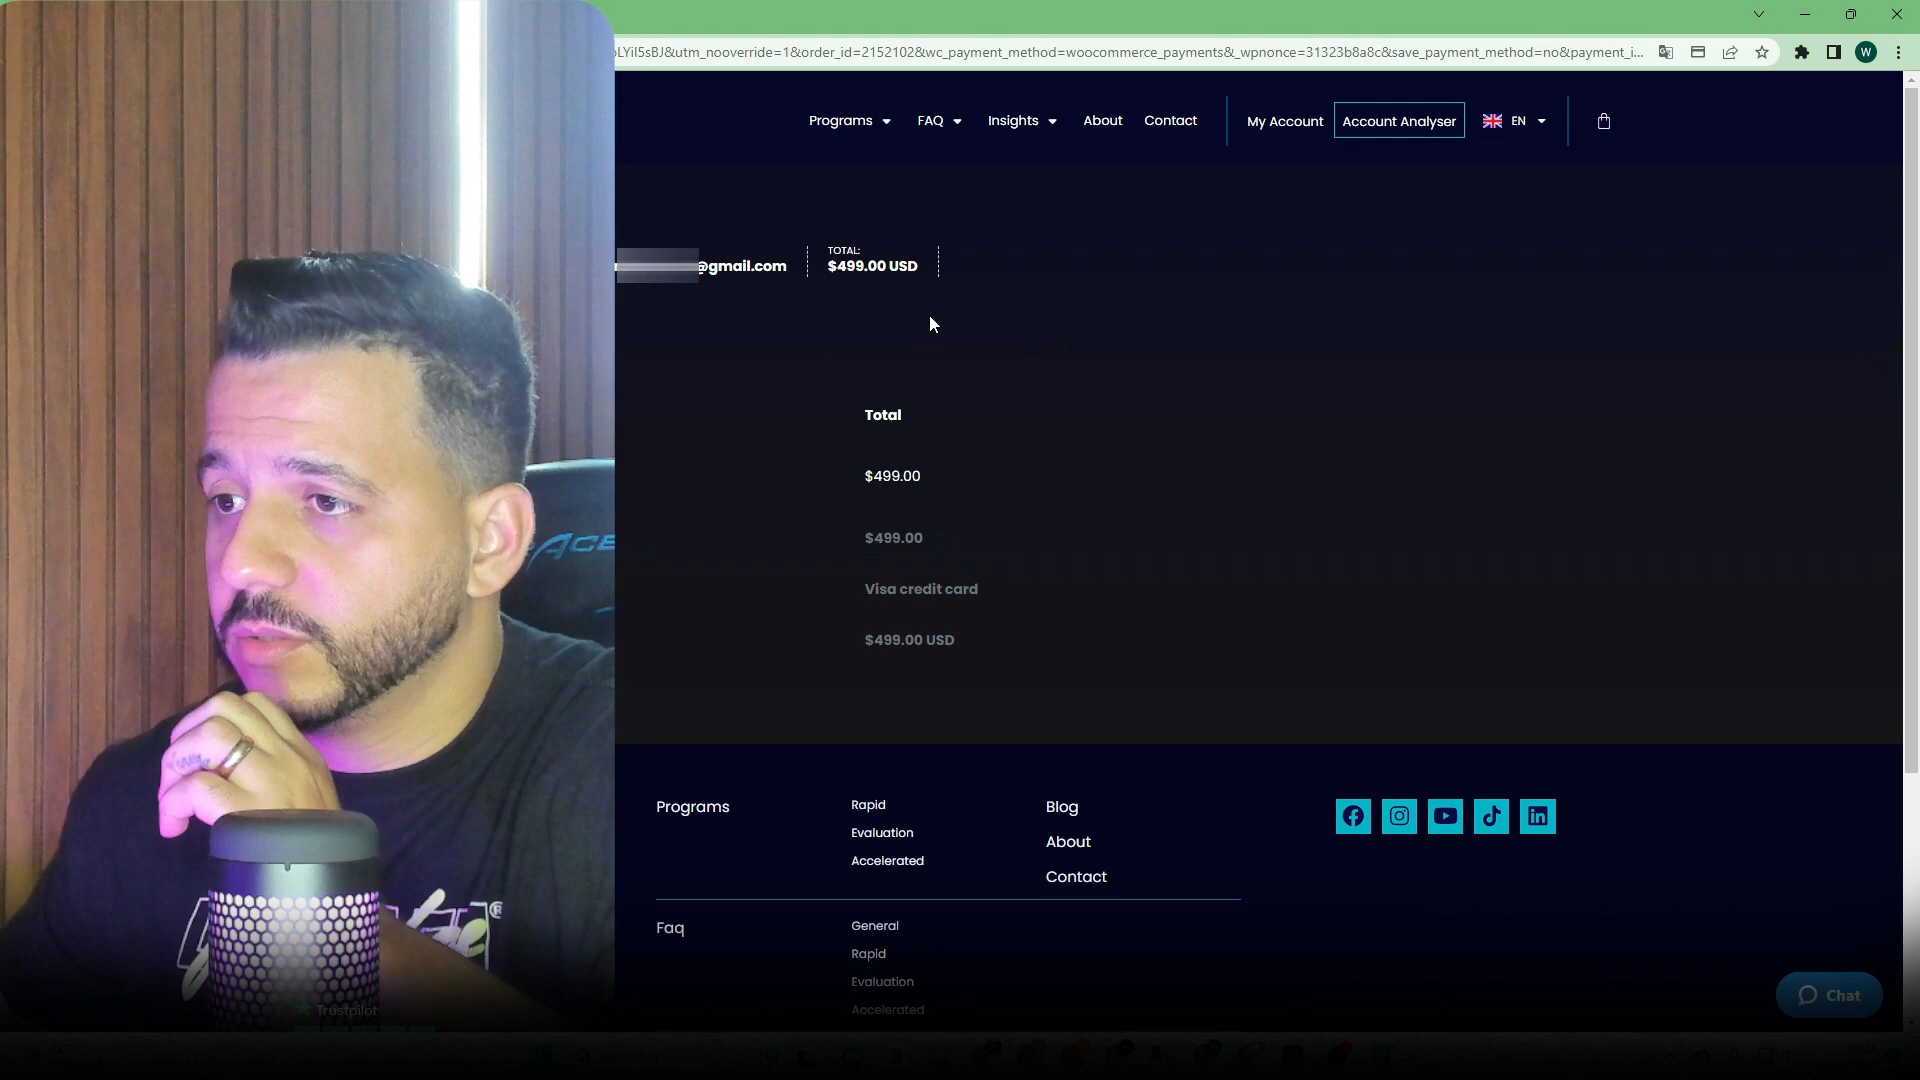 LYiI5sBJ&utm_nooverride=1&order_id=2152102&wc_payment_method=woocommerce_payments&_wpnonce=31323b8a8c&save_payment_method=no&payment_i...
W
Programs
FAQ
Insights
About
Contact
My Account
Account Analyser
EN
@gmail.com
TOTAL:
$499.00 USD
Total
$499.00
$499.00
Visa credit card
$499.00 USD
Programs
Rapid
Evaluation
Accelerated
Blog
About
Contact
Faq
General
Rapid
Evaluation
Accelerated
Trustpilot
Chat